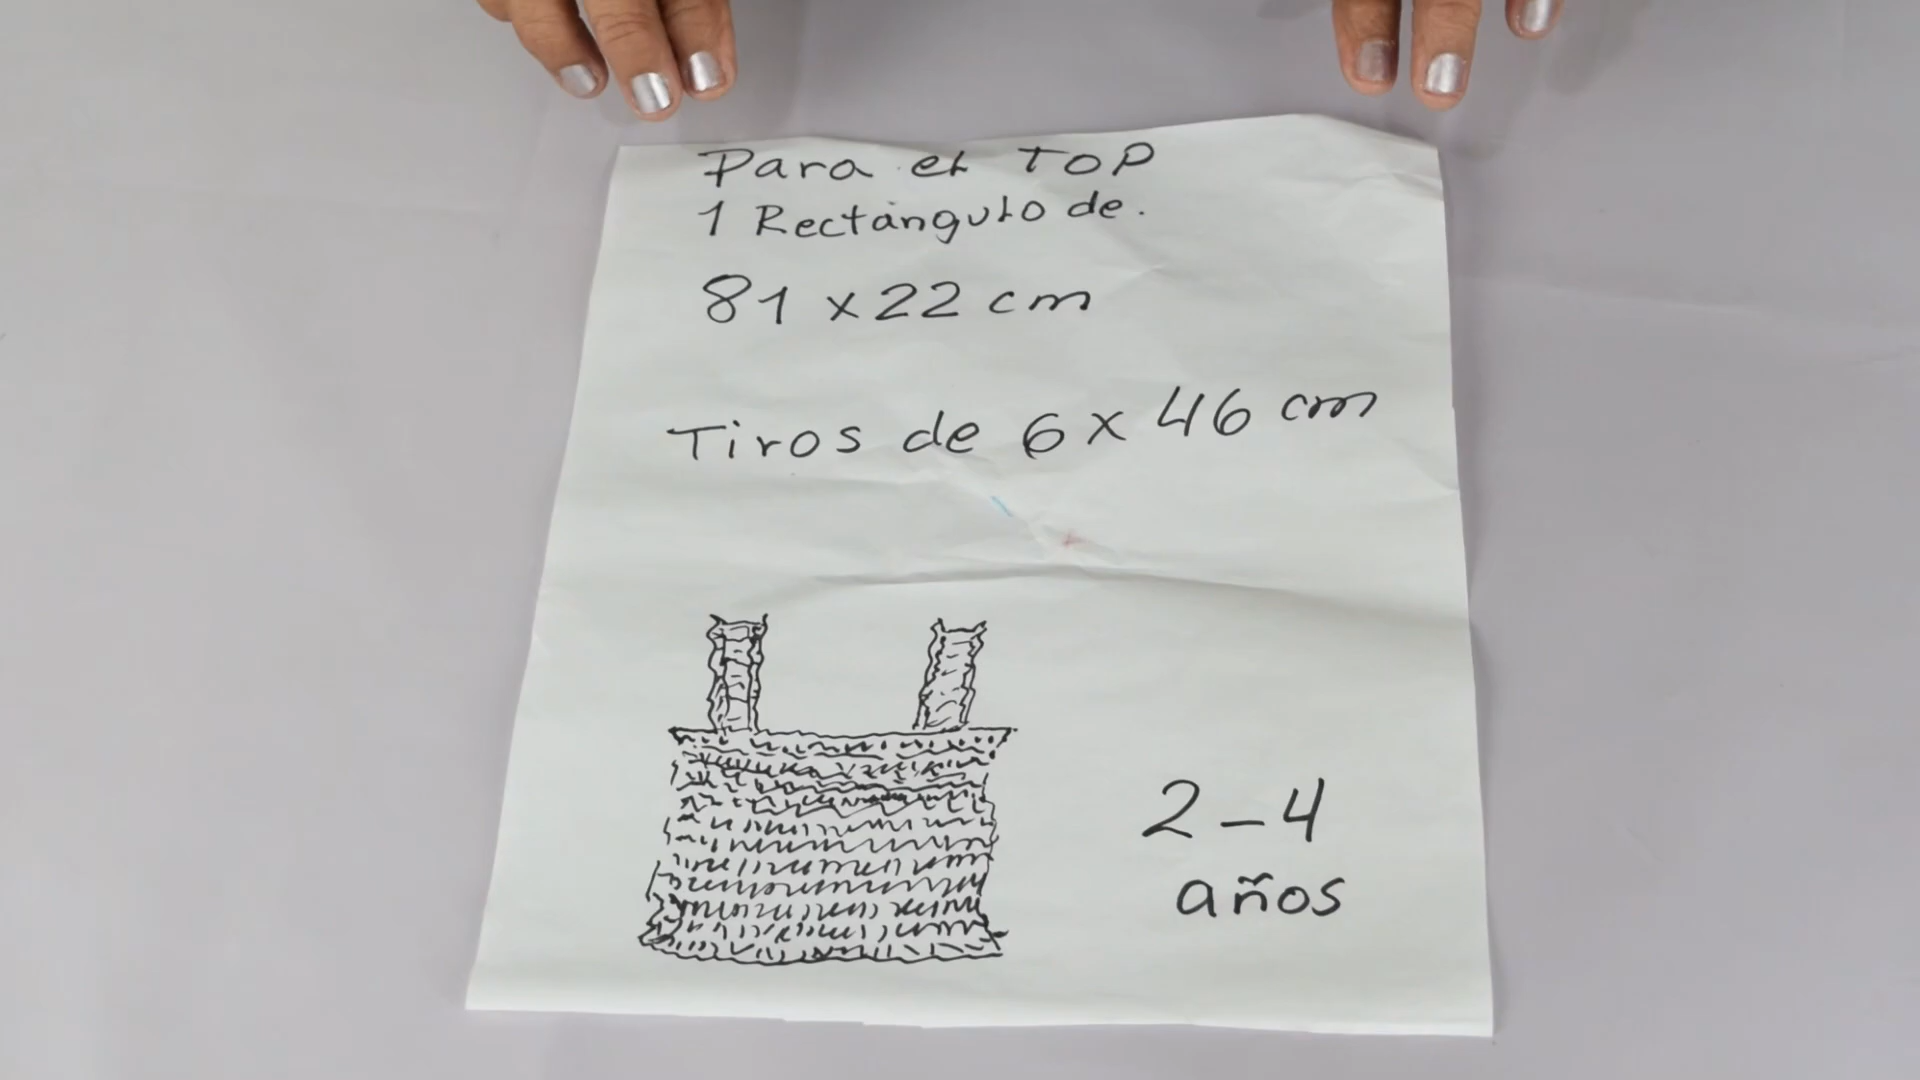 Para el TOP
1 Rectángulo de.
81 x 22 cm
Tiros de 6 x 46 cm
2-4
años